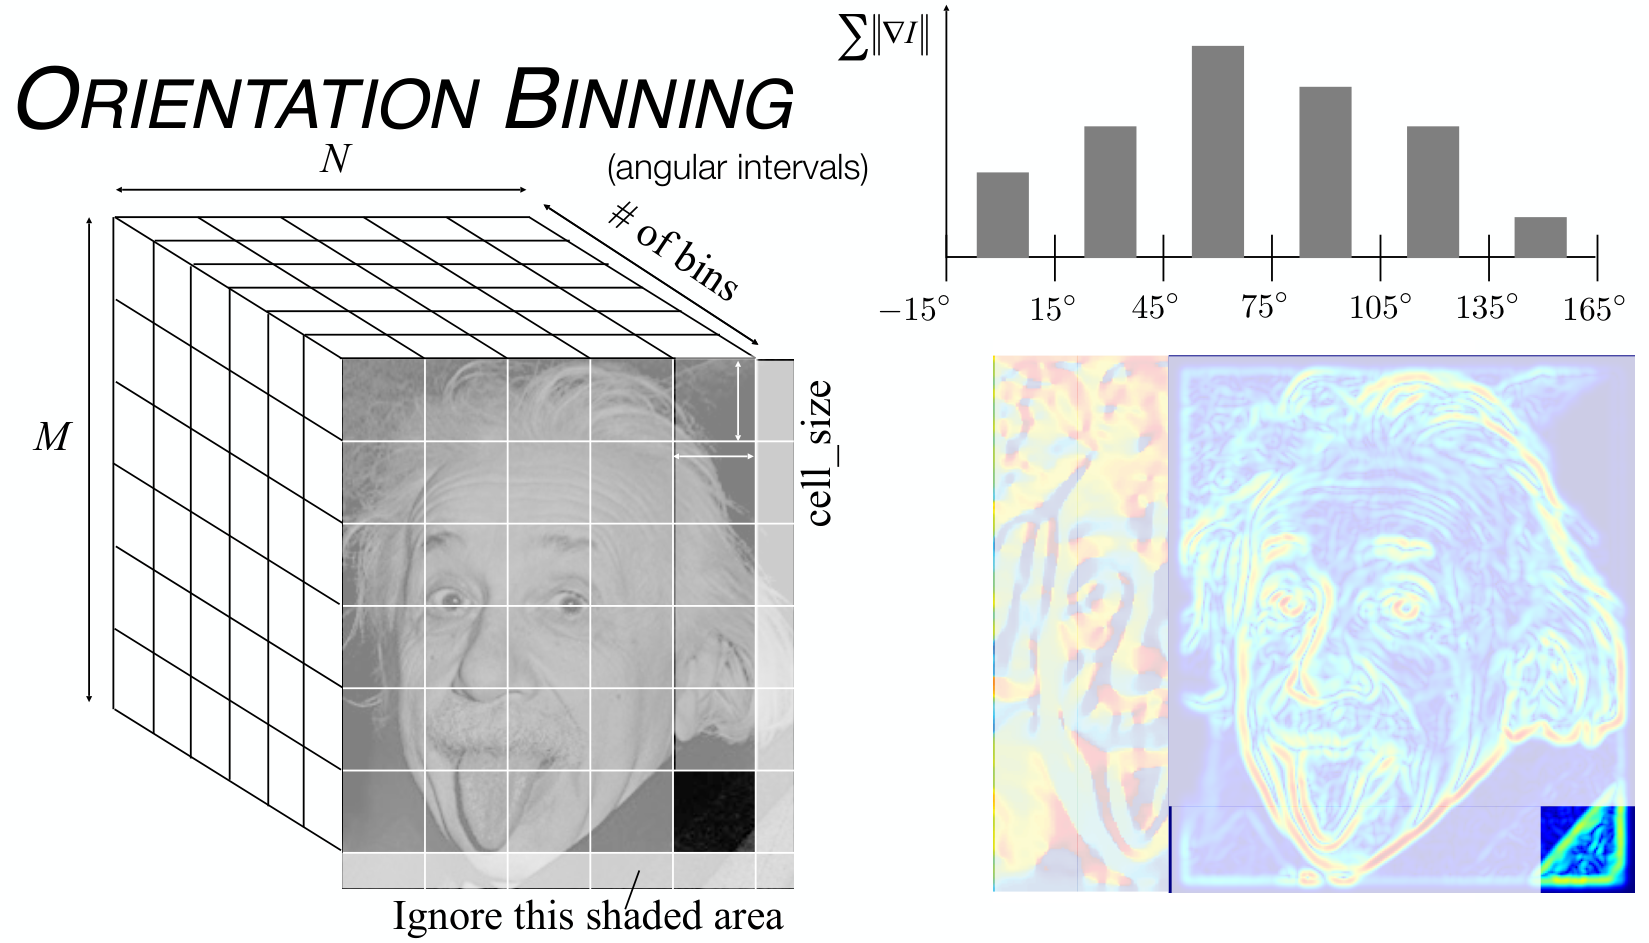 ORIENTATION BINNING
N
(angular intervals)
# of bins
M
cell_size
Ignore this shaded area
∑‖∇I‖
−15° 15° 45° 75° 105° 135° 165°